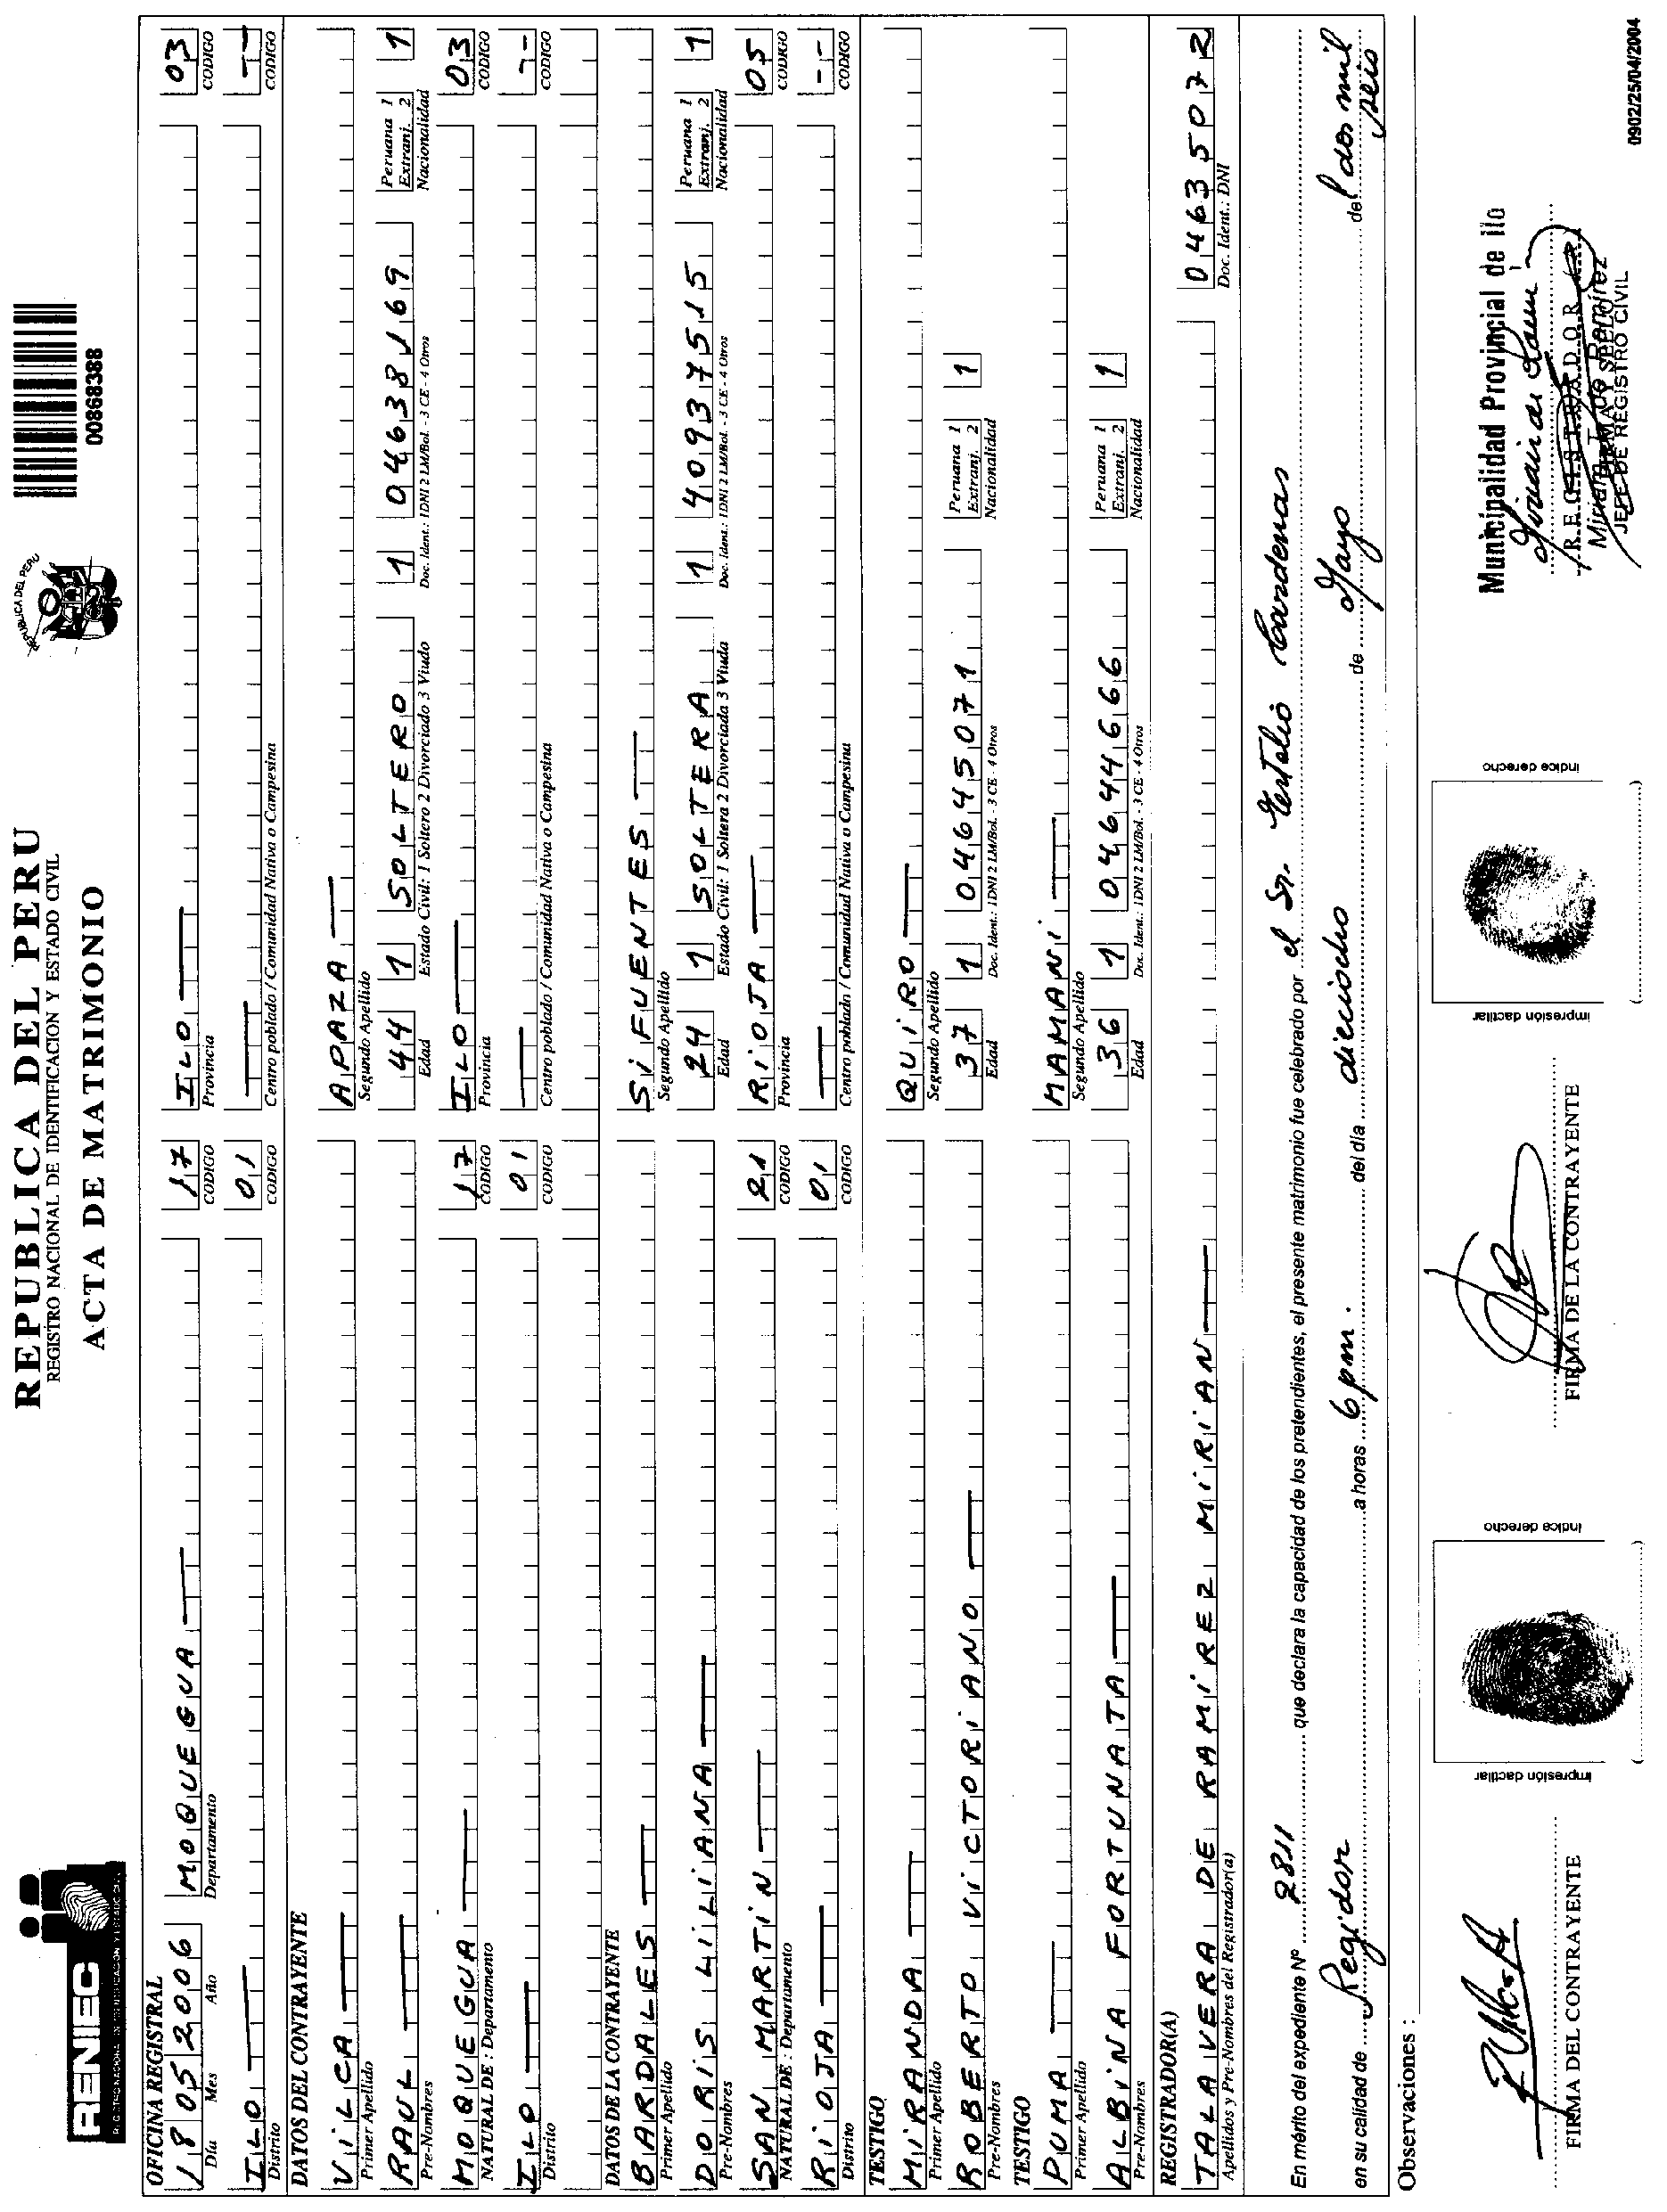 RENIEC
REGISTRO NACIONAL DE IDENTIFICACION Y ESTADO CIVIL
REPUBLICA DEL PERU
REGISTRO NACIONAL DE IDENTIFICACION Y ESTADO CIVIL
ACTA DE MATRIMONIO
REPUBLICA DEL PERU
00868388
OFICINA REGISTRAL
18 05 2006 MOQUEGUA 17 ILO 03
Día Mes Año Departamento CODIGO Provincia CODIGO
ILO 01 --
Distrito CODIGO Centro poblado / Comunidad Nativa o Campesina CODIGO
DATOS DEL CONTRAYENTE
VILCA APAZA
Primer Apellido Segundo Apellido
RAUL 44 1 SOLTERO 1 04638169 Peruana 1 Extranj. 2 1
Pre-Nombres Edad Estado Civil: 1 Soltero 2 Divorciado 3 Viudo Doc. Ident.: 1DNI 2 LM/Bol. - 3 CE - 4 Otros Nacionalidad
MOQUEGUA 17 ILO 03
NATURAL DE : Departamento CODIGO Provincia CODIGO
ILO 01 --
Distrito CODIGO Centro poblado / Comunidad Nativa o Campesina CODIGO
DATOS DE LA CONTRAYENTE
BARDALES SIFUENTES
Primer Apellido Segundo Apellido
DORIS LILIANA 24 1 SOLTERA 1 40937515 Peruana 1 Extranj. 2 1
Pre-Nombres Edad Estado Civil: 1 Soltera 2 Divorciada 3 Viuda Doc. Ident.: 1DNI 2 LM/Bol. - 3 CE - 4 Otros Nacionalidad
SAN MARTIN 21 RIOJA 05
NATURAL DE : Departamento CODIGO Provincia CODIGO
RIOJA 01 --
Distrito CODIGO Centro poblado / Comunidad Nativa o Campesina CODIGO
TESTIGO
MIRANDA QUIRO
Primer Apellido Segundo Apellido
ROBERTO VICTORIANO 37 1 04645071 Peruana 1 Extranj. 2 1
Pre-Nombres Edad Doc. Ident.: 1DNI 2 LM/Bol. - 3 CE - 4 Otros Nacionalidad
TESTIGO
PUMA MAMANI
Primer Apellido Segundo Apellido
ALBINA FORTUNATA 36 1 04644666 Peruana 1 Extranj. 2 1
Pre-Nombres Edad Doc. Ident.: 1DNI 2 LM/Bol. - 3 CE - 4 Otros Nacionalidad
REGISTRADOR(A)
TALAVERA DE RAMIREZ MIRIAN 04635072
Apellidos y Pre-Nombres del Registrador(a) Doc. Ident.: DNI
En mérito del expediente Nº 2811 que declara la capacidad de los pretendientes, el presente matrimonio fue celebrado por el Sr. Cardenas
en su calidad de Regidor a horas 6 pm. del día dieciocho de Mayo de l dos mil seis
Observaciones :
FIRMA DEL CONTRAYENTE
impresión dactilar
índice derecho
FIRMA DE LA CONTRAYENTE
impresión dactilar
índice derecho
Municipalidad Provincial de Ilo
REGISTRADOR
FIRMA Y SELLO
Ramírez
JEFE DE REGISTRO CIVIL
0902/25/04/2004